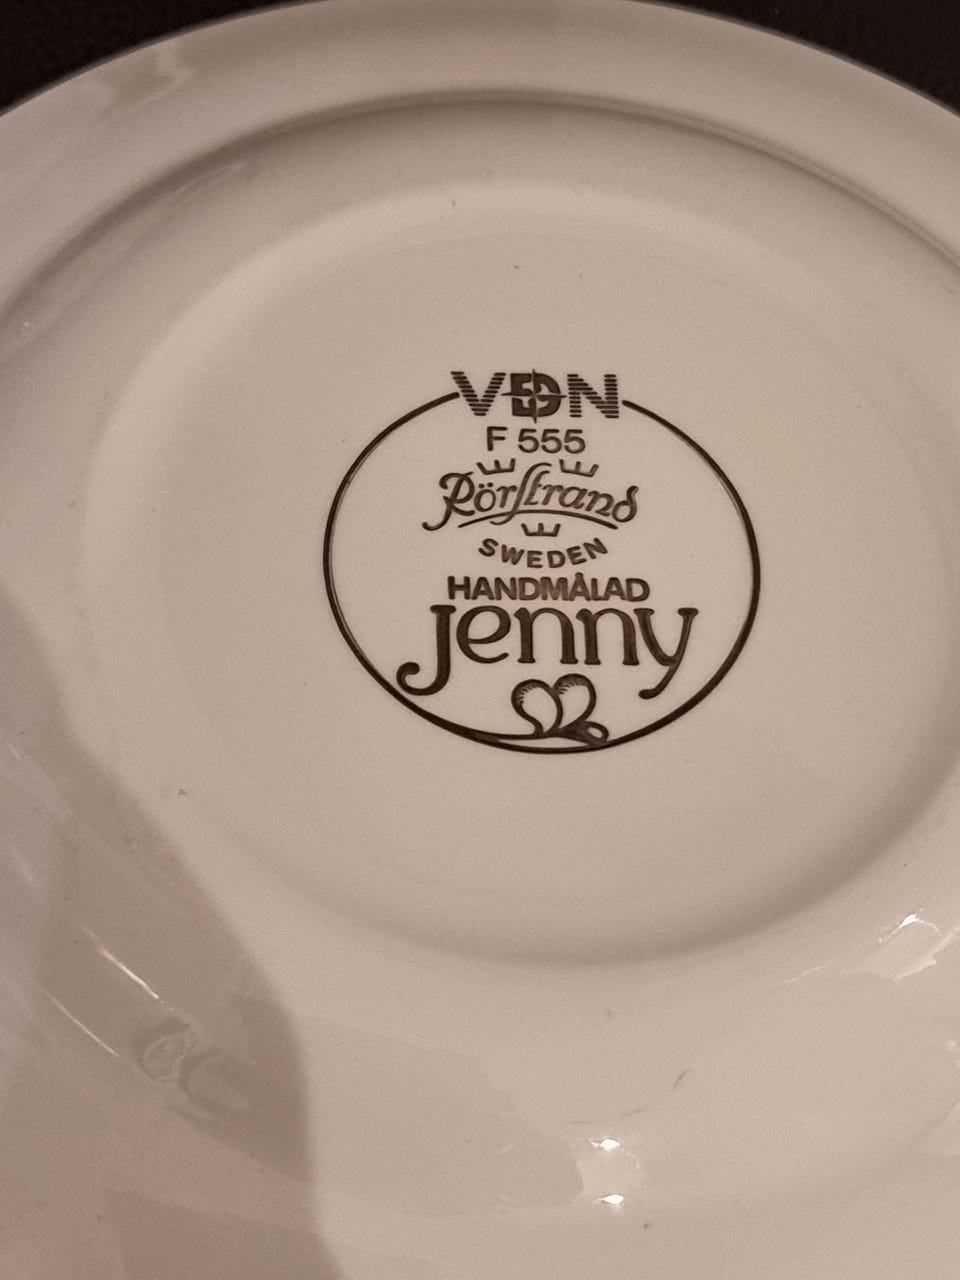 VDN
F 555
Rörstrand
SWEDEN
HANDMÅLAD
Jenny